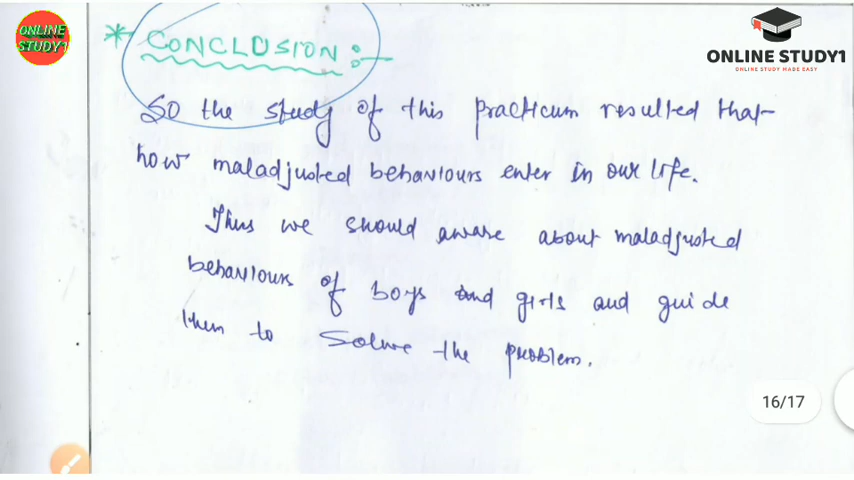 ONLINE
STUDY1
* CONCLUSION:-
ONLINE STUDY1
ONLINE STUDY MADE EASY
So the study of this practicum resulted that
how maladjusted behaviours enter in our life.
Thus we should aware about maladjusted
behaviours of boys and girls and guide
them to solve the problem.
16/17